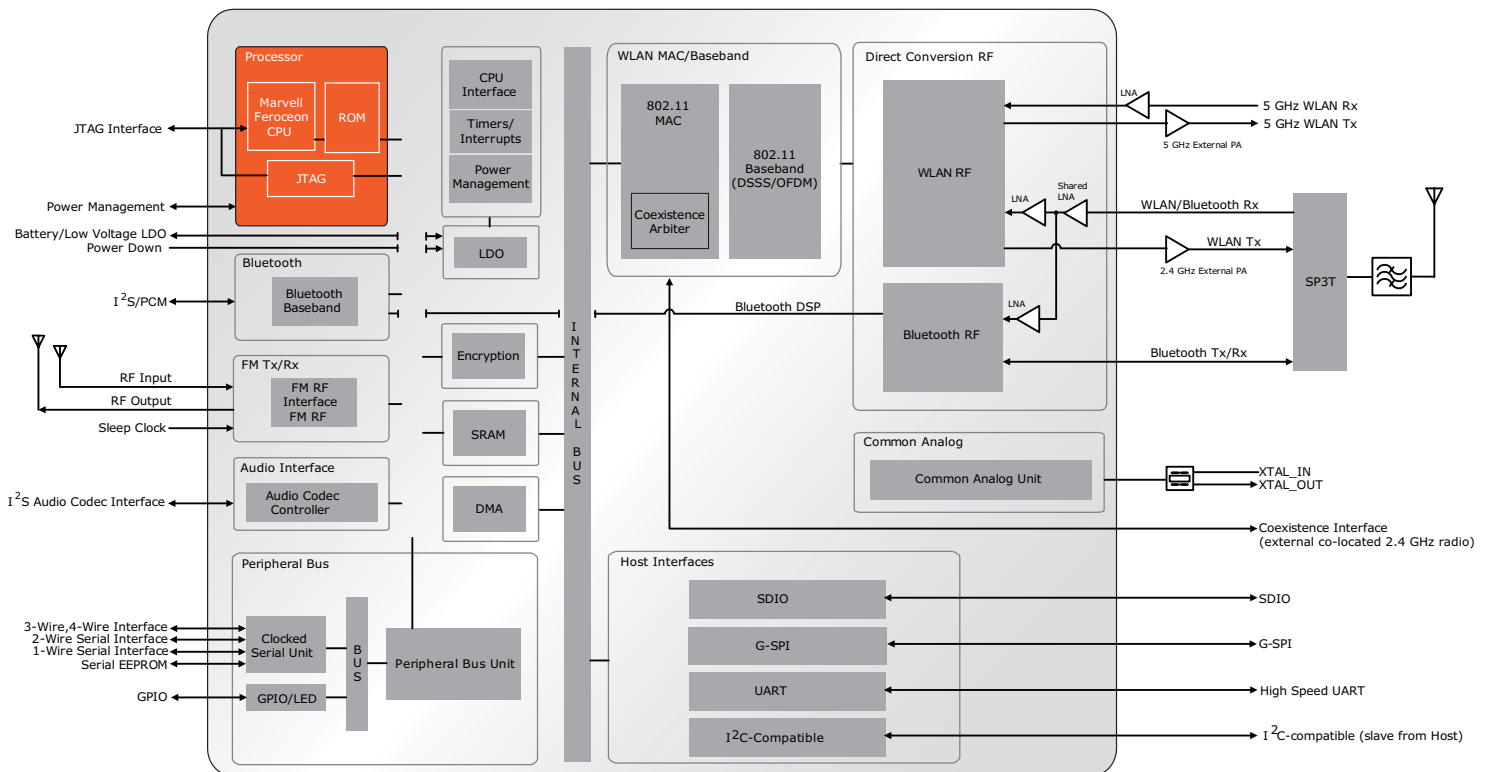 Processor
Marvell
Feroceon
CPU
ROM
JTAG
JTAG Interface
Power Management
Battery/Low Voltage LDO
Power Down
CPU
Interface
Timers/
Interrupts
Power
Management
LDO
Bluetooth
Bluetooth
Baseband
I²S/PCM
FM Tx/Rx
FM RF
Interface
FM RF
RF Input
RF Output
Sleep Clock
Encryption
SRAM
DMA
Audio Interface
Audio Codec
Controller
I²S Audio Codec Interface
Peripheral Bus
3-Wire,4-Wire Interface
2-Wire Serial Interface
1-Wire Serial Interface
Serial EEPROM
GPIO
Clocked
Serial Unit
GPIO/LED
BUS
Peripheral Bus Unit
INTERNAL BUS
WLAN MAC/Baseband
802.11
MAC
Coexistence
Arbiter
802.11
Baseband
(DSSS/OFDM)
Direct Conversion RF
WLAN RF
Bluetooth RF
Bluetooth DSP
LNA
5 GHz WLAN Rx
5 GHz WLAN Tx
5 GHz External PA
LNA
Shared
LNA
WLAN/Bluetooth Rx
WLAN Tx
2.4 GHz External PA
LNA
Bluetooth Tx/Rx
SP3T
Common Analog
Common Analog Unit
XTAL_IN
XTAL_OUT
Coexistence Interface
(external co-located 2.4 GHz radio)
Host Interfaces
SDIO
SDIO
G-SPI
G-SPI
UART
High Speed UART
I²C-Compatible
I²C-compatible (slave from Host)